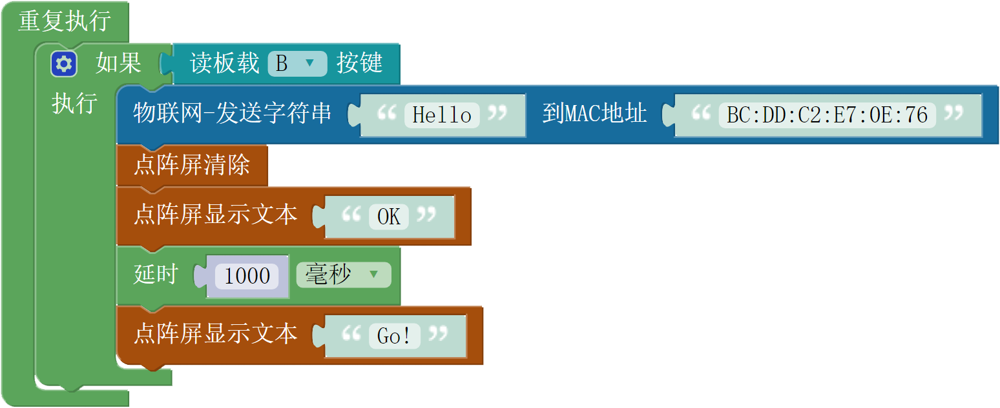 重复执行
如果 读板载 B 按键
执行 物联网-发送字符串 “ Hello ” 到MAC地址 “ BC:DD:C2:E7:0E:76 ”
点阵屏清除
点阵屏显示文本 “ OK ”
延时 1000 毫秒
点阵屏显示文本 “ Go! ”